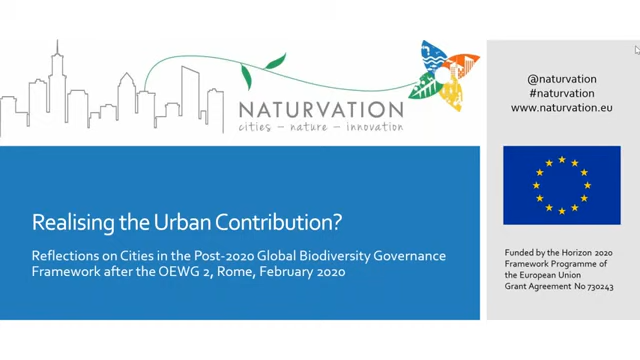 NATURVATION
cities – nature – innovation
Realising the Urban Contribution?
Reflections on Cities in the Post-2020 Global Biodiversity Governance
Framework after the OEWG 2, Rome, February 2020
@naturvation
#naturvation
www.naturvation.eu
Funded by the Horizon 2020
Framework Programme of
the European Union
Grant Agreement No 730243